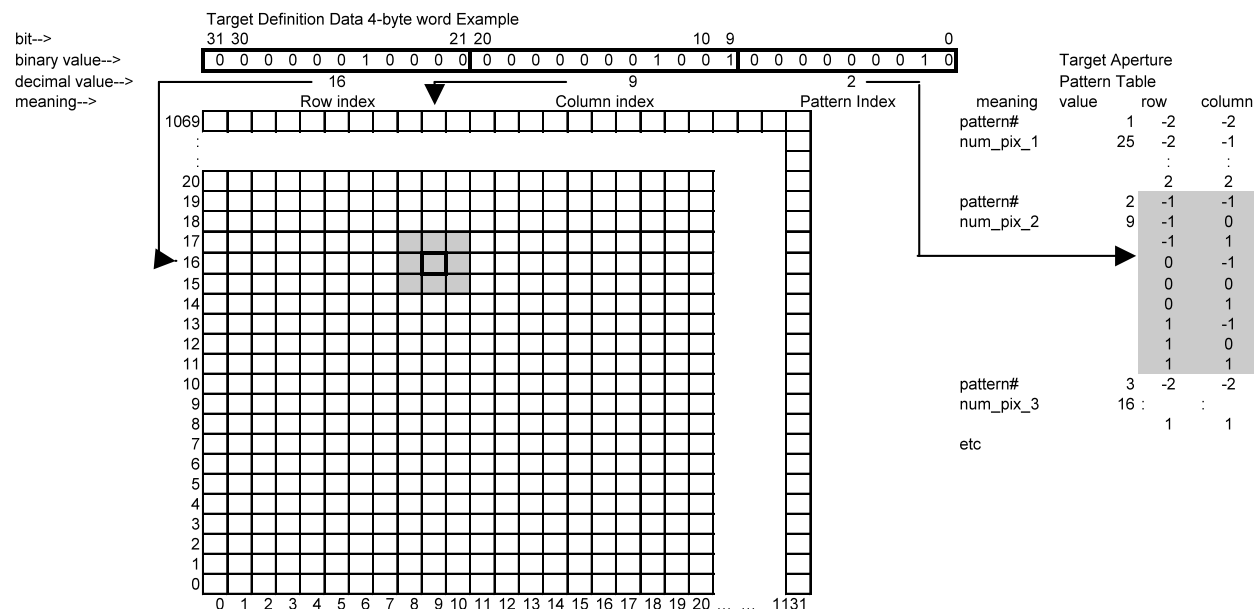 Target Definition Data 4-byte word Example
bit--> 31 30 21 20 10 9 0
binary value--> 0 0 0 0 0 0 1 0 0 0 0 0 0 0 0 0 0 0 1 0 0 1 0 0 0 0 0 0 0 1 0
decimal value--> 16 9 2
meaning--> Row index Column index Pattern Index
1069
:
:
20
19
18
17
16
15
14
13
12
11
10
9
8
7
6
5
4
3
2
1
0
0 1 2 3 4 5 6 7 8 9 10 11 12 13 14 15 16 17 18 19 20 ... ... 1131
Target Aperture
Pattern Table
meaning value row column
pattern# 1 -2 -2
num_pix_1 25 -2 -1
: :
2 2
pattern# 2 -1 -1
num_pix_2 9 -1 0
-1 1
0 -1
0 0
0 1
1 -1
1 0
1 1
pattern# 3 -2 -2
num_pix_3 16 : :
1 1
etc